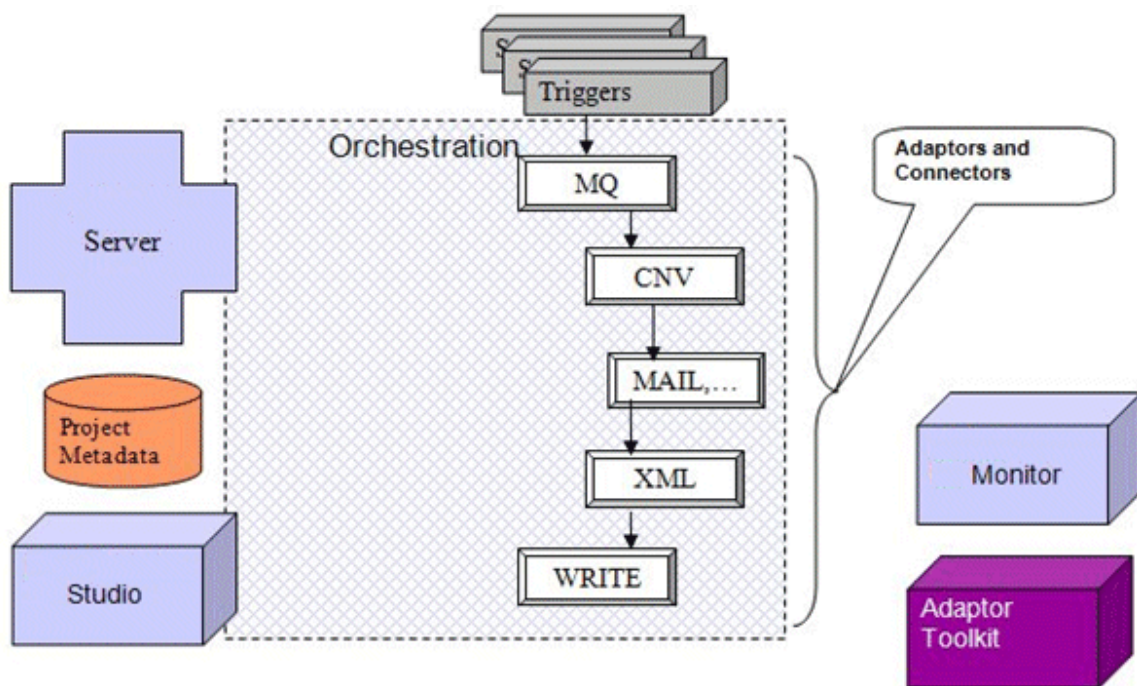 S
S
Triggers
Orchestration
Adaptors and
Connectors
MQ
Server
CNV
MAIL,...
Project
Metadata
XML
Monitor
Studio
WRITE
Adaptor
Toolkit